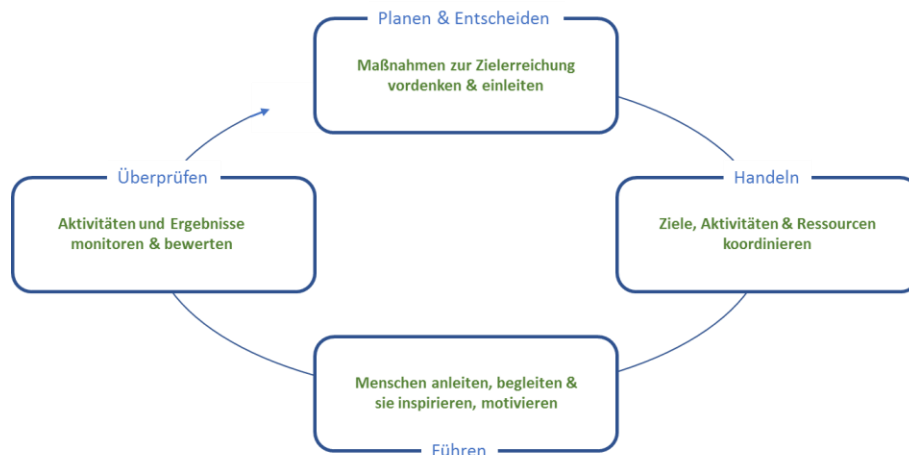 Planen & Entscheiden
Maßnahmen zur Zielerreichung
vordenken & einleiten
Handeln
Ziele, Aktivitäten & Ressourcen
koordinieren
Menschen anleiten, begleiten &
sie inspirieren, motivieren
Führen
Überprüfen
Aktivitäten und Ergebnisse
monitoren & bewerten